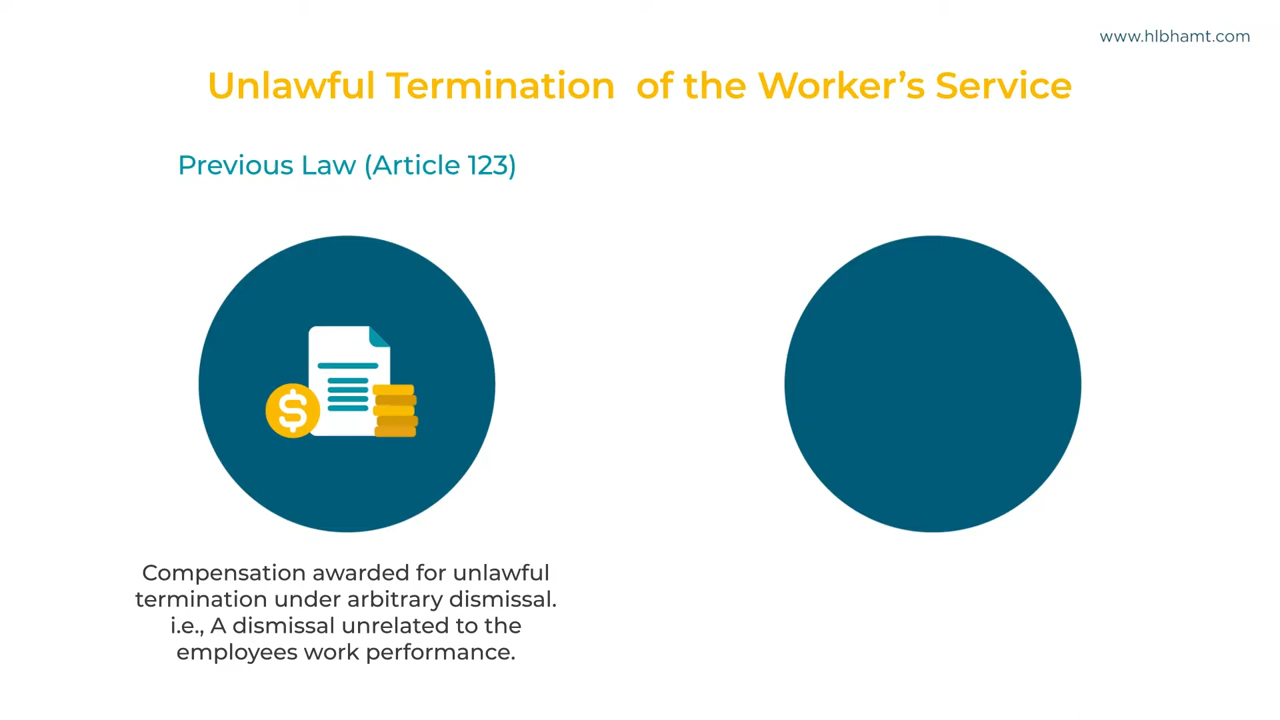 www.hlbhamt.com
Unlawful Termination  of the Worker’s Service
Previous Law (Article 123)
$
Compensation awarded for unlawful
termination under arbitrary dismissal.
i.e., A dismissal unrelated to the
employees work performance.